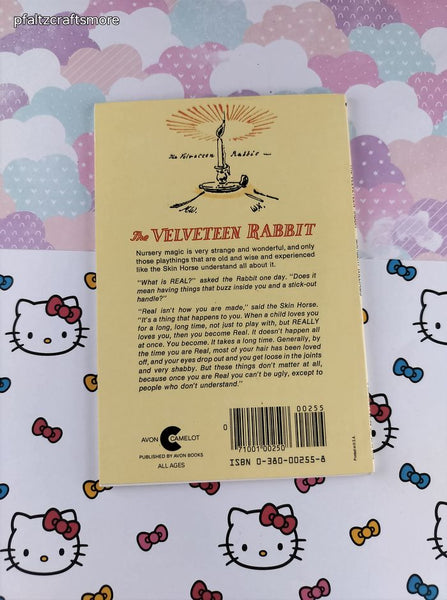 pfaltzcraftsmore
The Velveteen Rabbit
The VELVETEEN RABBIT
Nursery magic is very strange and wonderful, and only
those playthings that are old and wise and experienced
like the Skin Horse understand all about it.
"What is REAL?" asked the Rabbit one day. "Does it
mean having things that buzz inside you and a stick-out
handle?"
"Real isn't how you are made," said the Skin Horse.
"It's a thing that happens to you. When a child loves you
for a long, long time, not just to play with, but REALLY
loves you, then you become Real. It doesn't happen all
at once. You become. It takes a long time. Generally, by
the time you are Real, most of your hair has been loved
off, and your eyes drop out and you get loose in the joints
and very shabby. But these things don't matter at all,
because once you are Real you can't be ugly, except to
people who don't understand."
00255
0
71001 00250
AVON CAMELOT
PUBLISHED BY AVON BOOKS
ALL AGES
ISBN 0-380-00255-8
Printed in U.S.A.